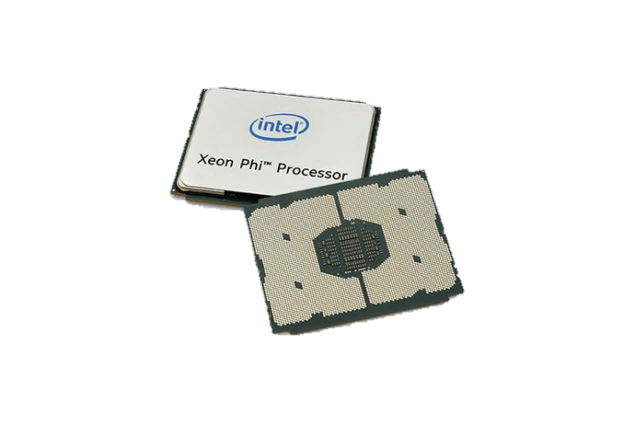 intel
Xeon Phi™ Processor